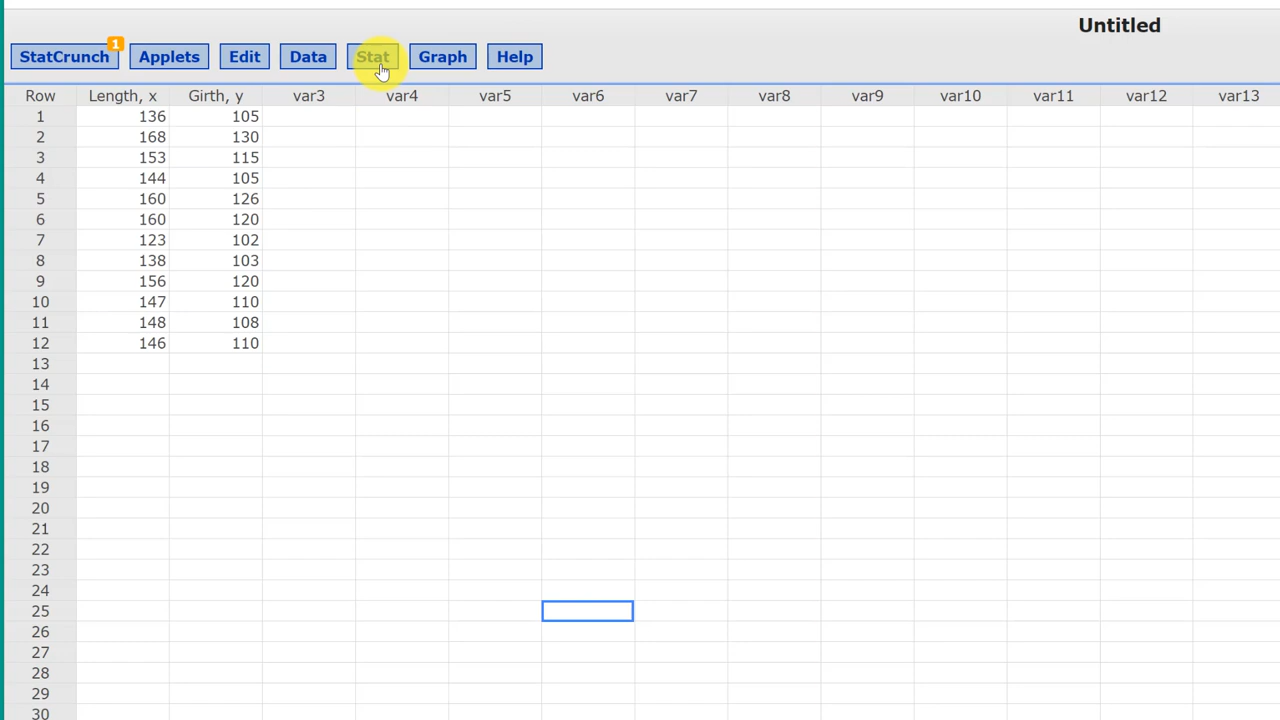 Untitled
StatCrunch 1 Applets Edit Data Stat Graph Help
Row Length, x Girth, y var3 var4 var5 var6 var7 var8 var9 var10 var11 var12 var13
1 136 105
2 168 130
3 153 115
4 144 105
5 160 126
6 160 120
7 123 102
8 138 103
9 156 120
10 147 110
11 148 108
12 146 110
13
14
15
16
17
18
19
20
21
22
23
24
25
26
27
28
29
30